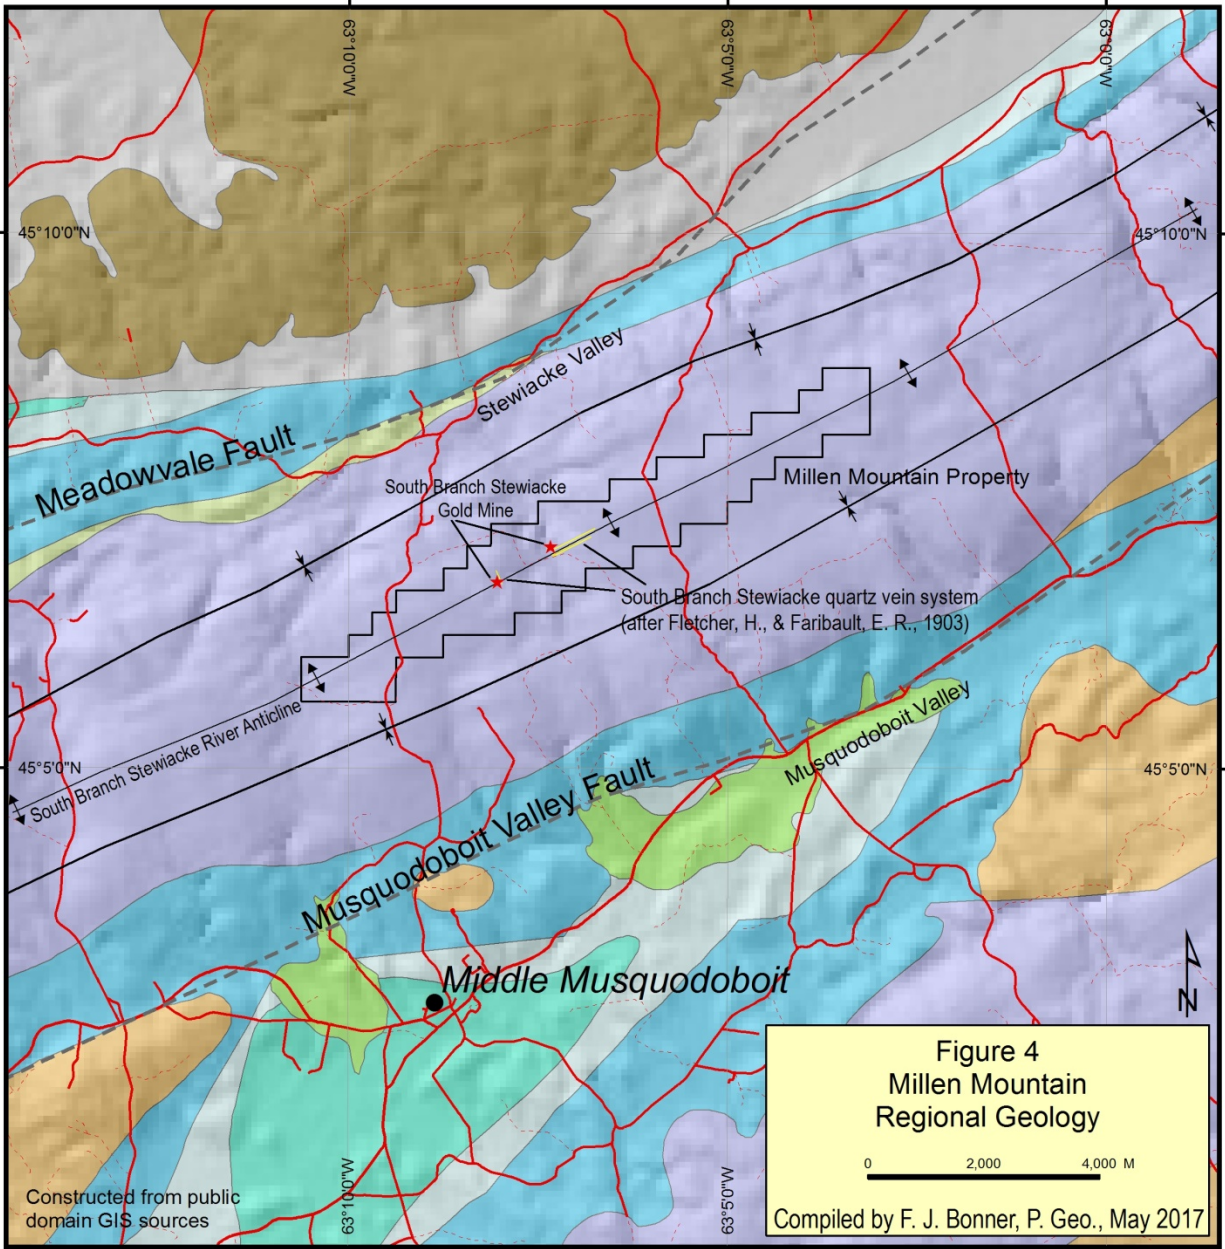 63°10'0"W
63°5'0"W
63°0'0"W
45°10'0"N
45°10'0"N
Stewiacke Valley
Meadowvale Fault
South Branch Stewiacke
Gold Mine
Millen Mountain Property
South Branch Stewiacke quartz vein system
(after Fletcher, H., & Faribault, E. R., 1903)
South Branch Stewiacke River Anticline
45°5'0"N
45°5'0"N
Musquodoboit Valley
Musquodoboit Valley Fault
Middle Musquodoboit
N
Figure 4
Millen Mountain
Regional Geology
0 2,000 4,000 M
Compiled by F. J. Bonner, P. Geo., May 2017
63°10'0"W
63°5'0"W
Constructed from public
domain GIS sources